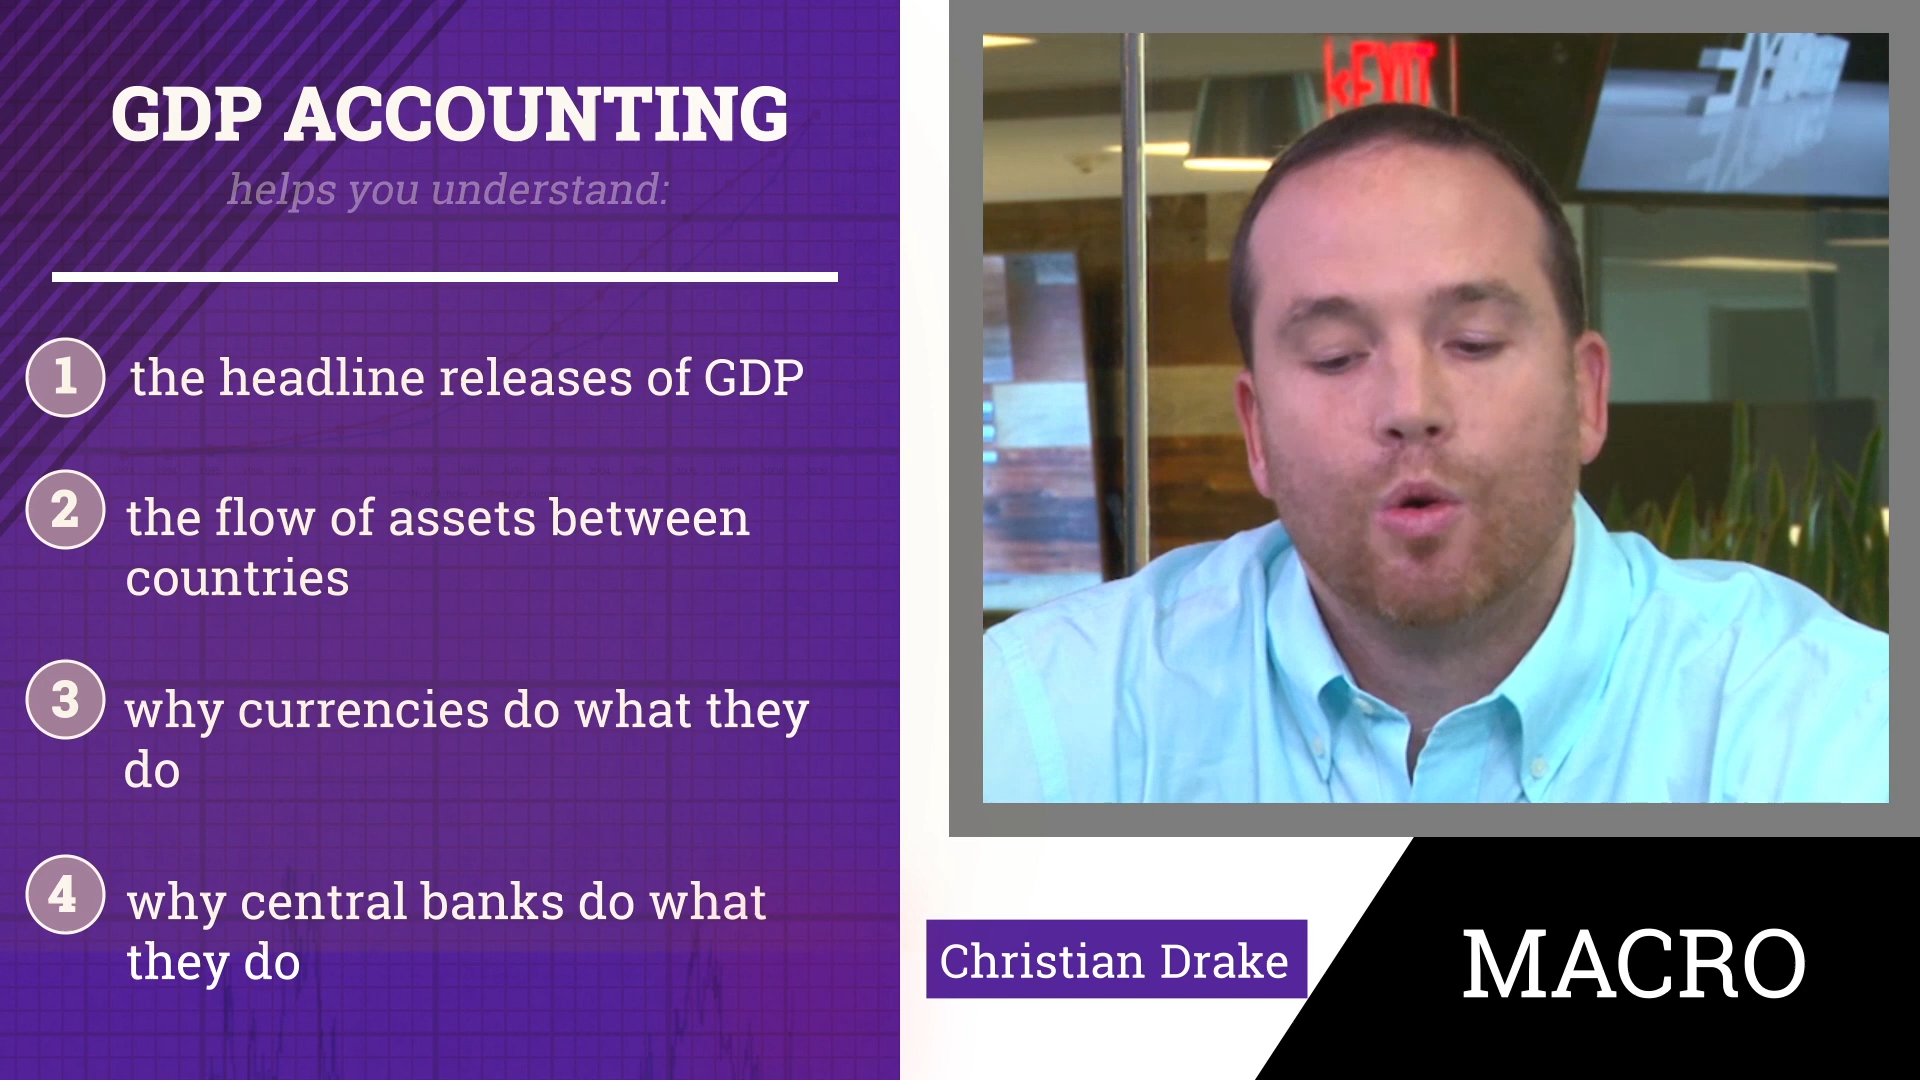 GDP ACCOUNTING
helps you understand:
1 the headline releases of GDP
2 the flow of assets between
countries
3 why currencies do what they
do
4 why central banks do what
they do
EXIT
Christian Drake
MACRO